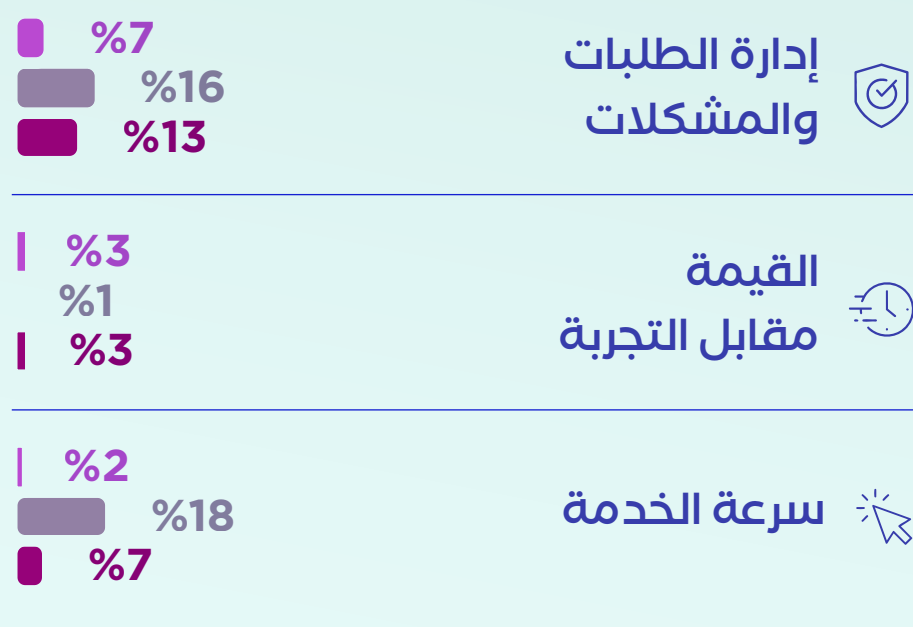 إدارة الطلبات
والمشكلات
%7
%16
%13
القيمة
مقابل التجربة
%3
%1
%3
سرعة الخدمة
%2
%18
%7